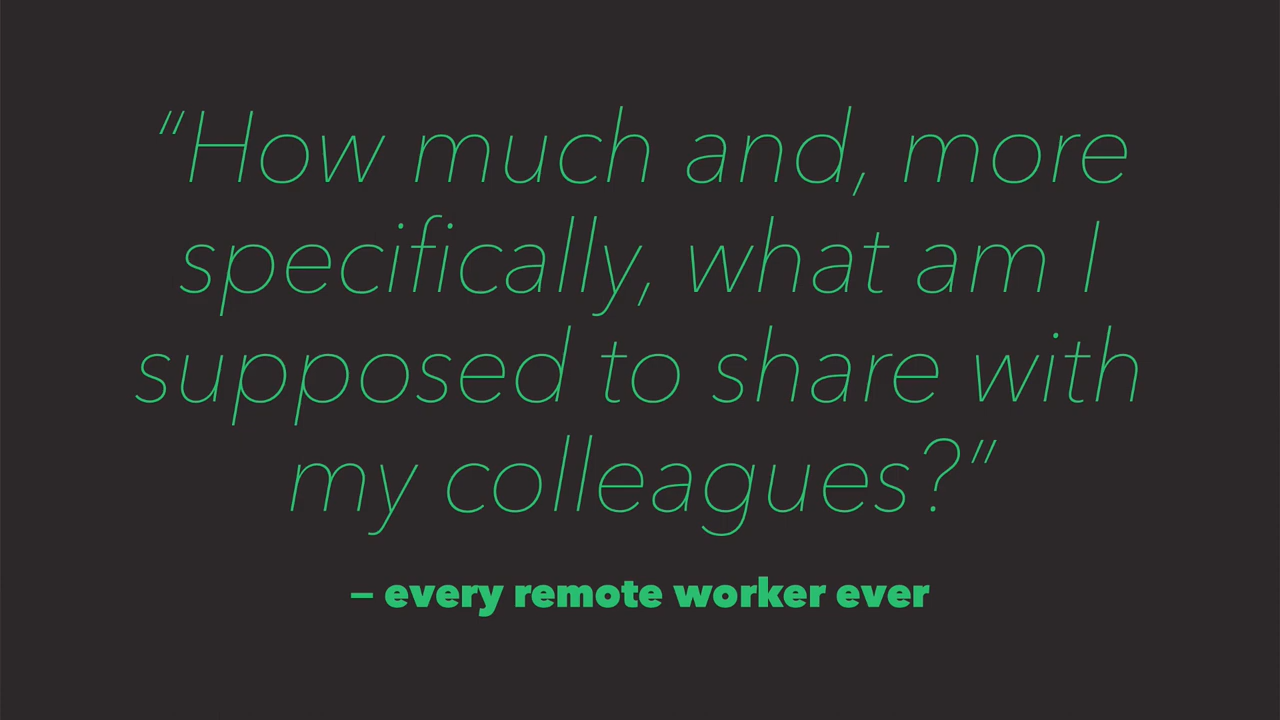 “How much and, more
specifically, what am I
supposed to share with
my colleagues?”
– every remote worker ever